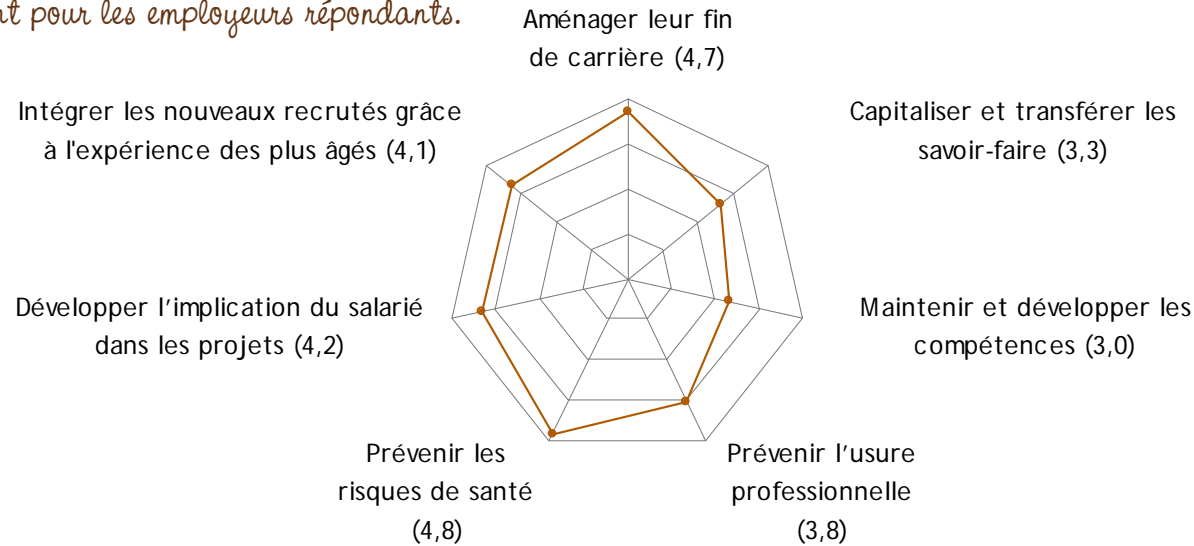 pour les employeurs répondants.
Aménager leur fin
de carrière (4,7)
Intégrer les nouveaux recrutés grâce
à l'expérience des plus âgés (4,1)
Capitaliser et transférer les
savoir-faire (3,3)
Développer l’implication du salarié
dans les projets (4,2)
Maintenir et développer les
compétences (3,0)
Prévenir les
risques de santé
(4,8)
Prévenir l’usure
professionnelle
(3,8)